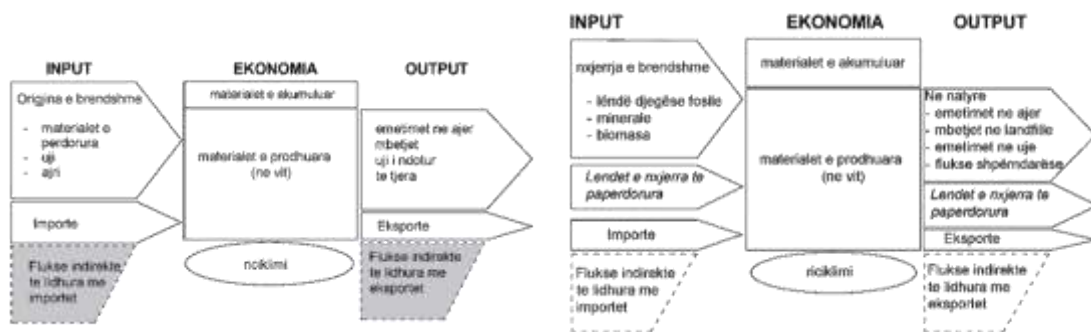 INPUT
EKONOMIA
OUTPUT
Origjina e brendshme
- materialet e
perdorura
- uji
- ajri
Importe
Flukse indirekte
te lidhura me
importet
materialet e akumuluar
materialet e prodhuara
(ne vit)
riciklimi
emetimet ne ajer
mbetjet
uji i ndotur
te tjera
Eksporte
Flukse indirekte
te lidhura me
eksportet
INPUT
EKONOMIA
OUTPUT
nxjerrja e brendshme
- lëndë djegëse fosile
- minerale
- biomasa
Lendet e nxjerra te
paperdorura
Importe
Flukse indirekte
te lidhura me
importet
materialet e akumuluar
materialet e prodhuara
(ne vit)
riciklimi
Ne natyre
- emetimet ne ajer
- mbetjet ne landfille
- emetimet ne uje
- flukse shpërndarëse
Lendet e nxjerra te
paperdorura
Eksporte
Flukse indirekte
te lidhura me
eksportet